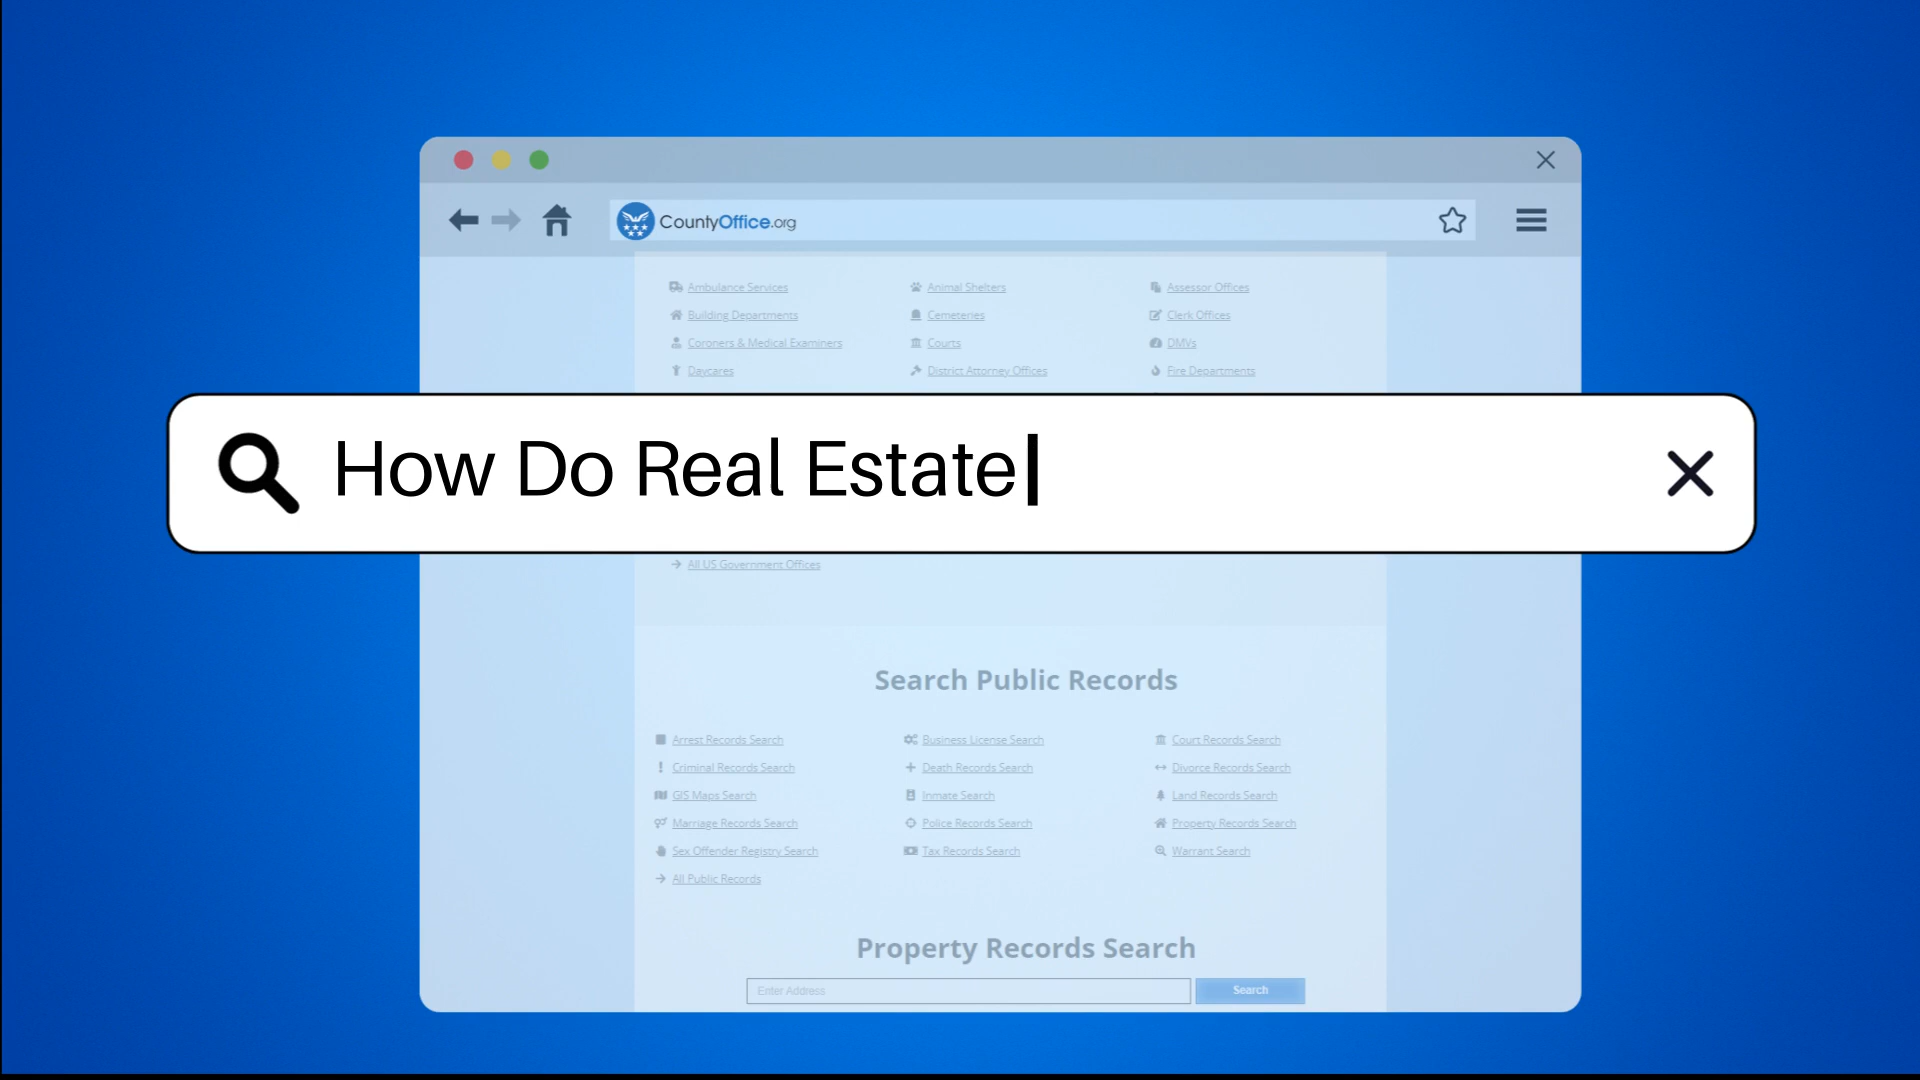 CountyOffice.org
Ambulance Services Animal Shelters Assessor Offices
Building Departments Cemeteries Clerk Offices
Coroners & Medical Examiners Courts DMVs
Daycares District Attorney Offices Fire Departments
How Do Real Estate
All US Government Offices
Search Public Records
Arrest Records Search Business License Search Court Records Search
Criminal Records Search Death Records Search Divorce Records Search
GIS Maps Search Inmate Search Land Records Search
Marriage Records Search Police Records Search Property Records Search
Sex Offender Registry Search Tax Records Search Warrant Search
All Public Records
Property Records Search
Enter Address Search